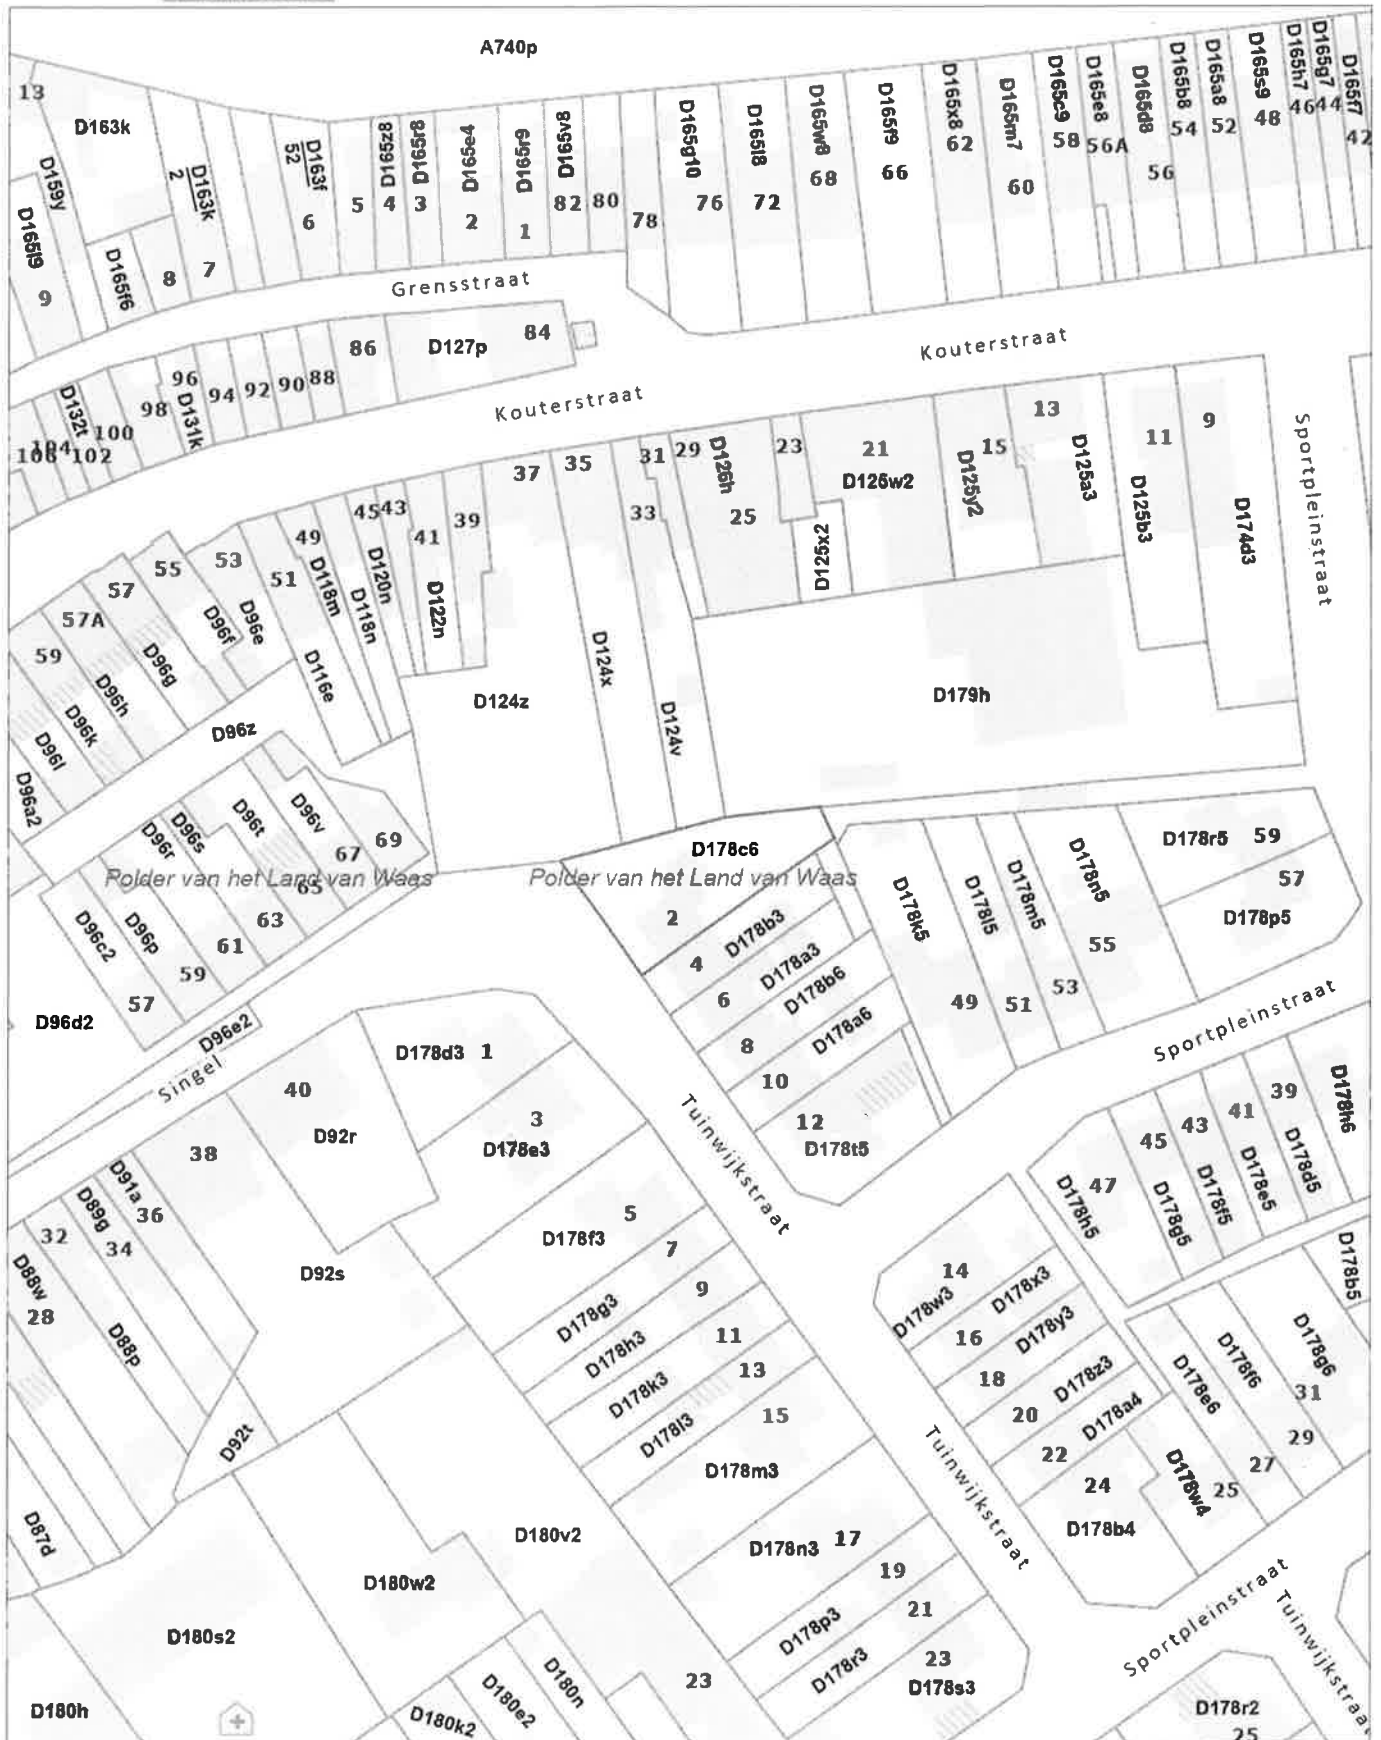 A740p
13
D163k
D159y
D165l9
9
D165f6
8
D163k
2
7
D163f
52
6
5
D165z8
4
D165r8
3
D165e4
2
D165r9
1
D165v8
82
80
78
D165g10
76
D165l8
72
D165w8
68
D165f9
66
D165x8
62
D165m7
60
D165c9
58
D165e8
56A
D165d8
56
D165b8
54
D165a8
52
D165s9
48
D165h7
46
D165g7
44
D165f7
42
Grensstraat
Kouterstraat
Kouterstraat
86
D127p
84
88
90
92
94
96
D131k
98
100
D132t
102
104
106
37
35
31
33
29
D126h
25
23
D125x2
21
D126w2
D125y2
15
13
D125a3
11
D125b3
9
D174d3
Sportpleinstraat
39
41
D122n
43
45
D120n
D118n
49
D118m
51
D116e
53
D96e
55
D96f
57
D96g
57A
D96h
59
D96k
D96l
D96a2
D96z
D124z
D124x
D124v
D179h
D96v
67
69
D96t
65
D96s
63
D96r
61
D96p
59
D96c2
57
D96d2
D96e2
Polder van het Land van Waas
Polder van het Land van Waas
Singel
D178c6
2
D178b3
4
D178a3
6
D178b6
8
D178a6
10
12
D178t5
D178k5
49
D178l5
51
D178m5
53
D178n5
55
D178r5
59
57
D178p5
Sportpleinstraat
Tuinwijkstraat
D178d3
1
3
D178e3
5
D178f3
7
D178g3
9
D178h3
11
D178k3
13
D178l3
15
D178m3
D178n3
17
19
D178p3
21
D178r3
23
D178s3
40
D92r
38
D91a
36
D89g
34
32
D88w
28
D88p
D92s
D92t
D87d
47
D178h5
45
D178g5
43
D178f5
41
D178e5
39
D178d5
D178h6
D178b5
14
D178w3
D178x3
16
D178y3
18
D178z3
20
D178a4
22
24
D178b4
D178w4
25
D178e6
27
D178f6
29
D178g6
31
Tuinwijkstraat
Sportpleinstraat
Tuinwijkstraat
D180v2
D180w2
D180s2
D180h
D180k2
D180e2
D180n
23
D178r2
25